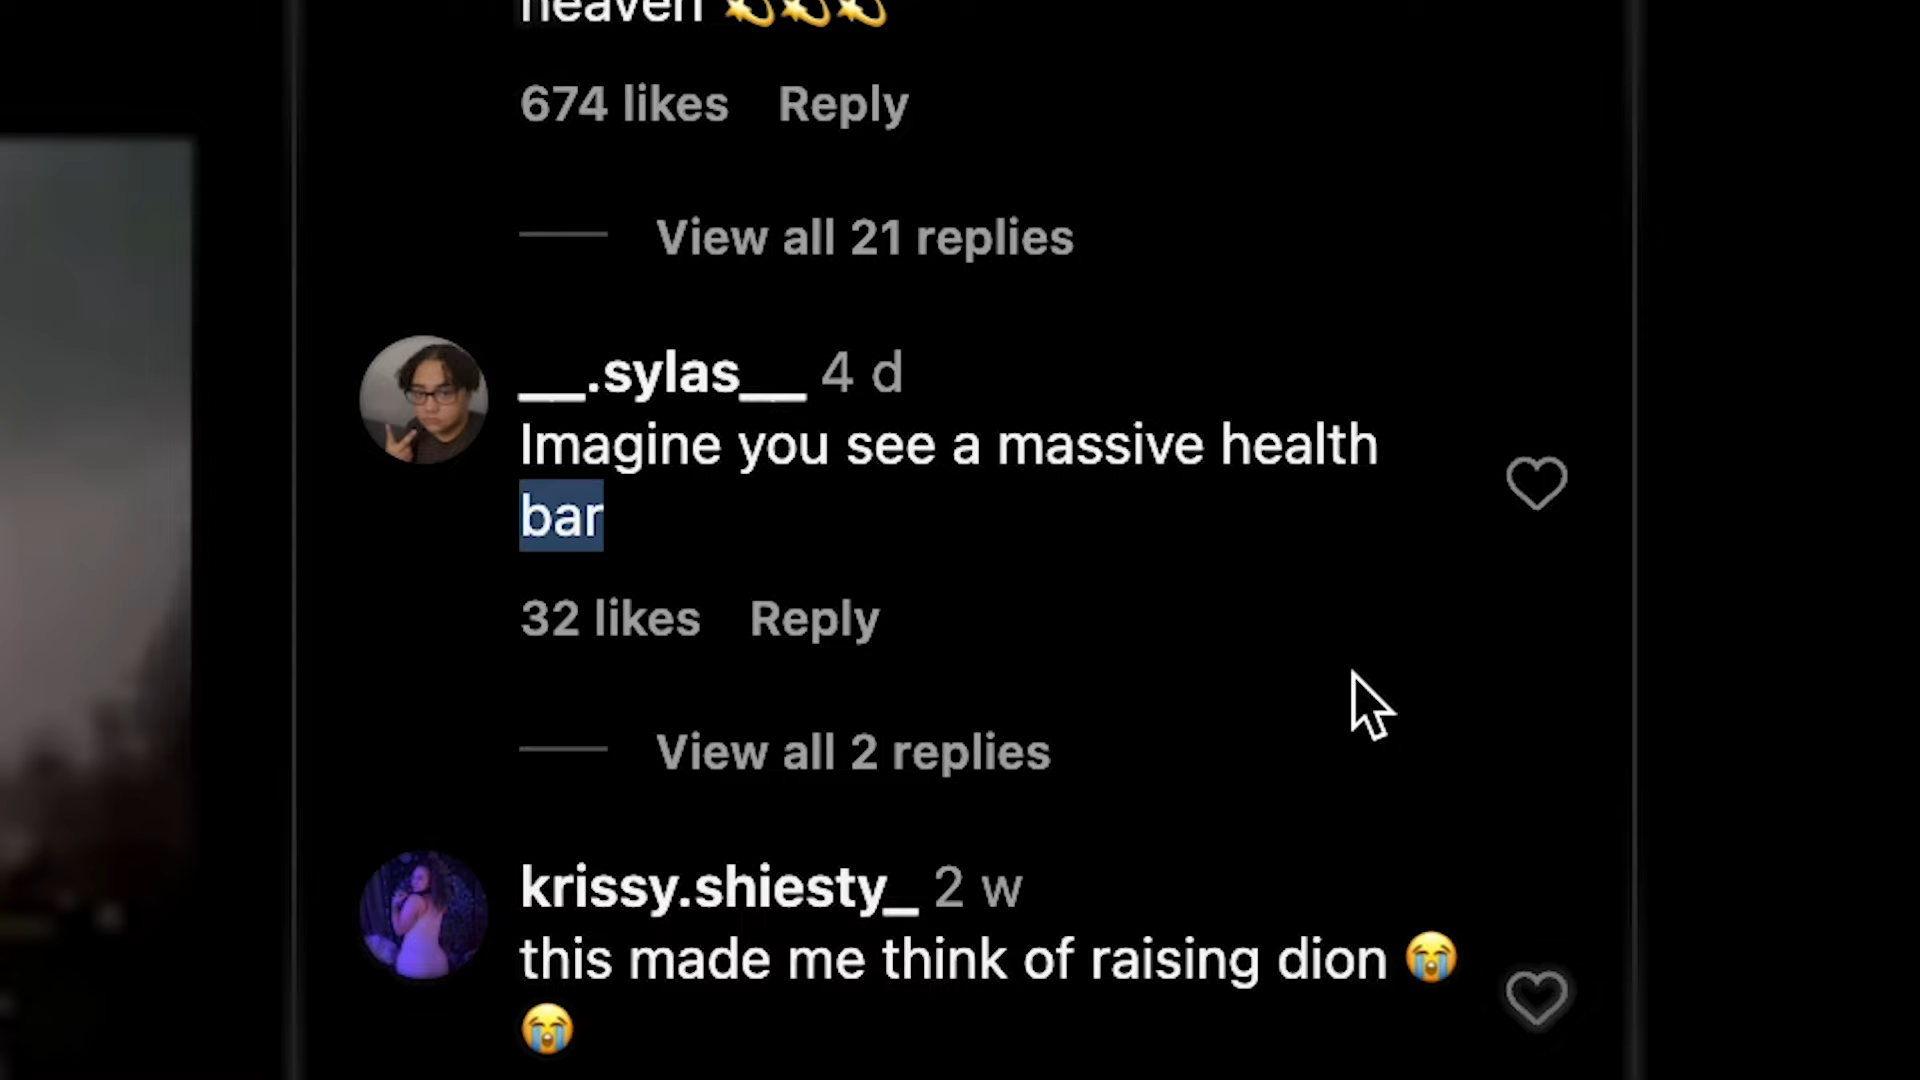 heaven 💫💫💫
674 likes Reply
View all 21 replies
__.sylas__ 4 d
Imagine you see a massive health
bar
32 likes Reply
View all 2 replies
krissy.shiesty_ 2 w
this made me think of raising dion 😭
😭